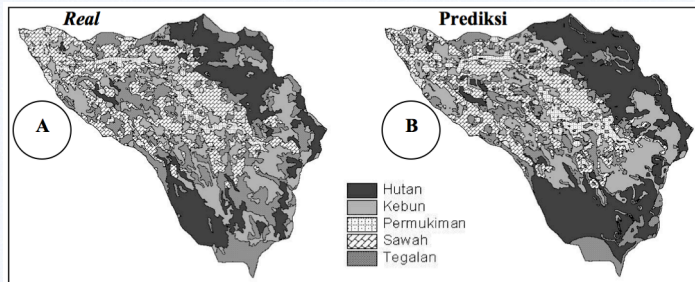 Real
Prediksi
A
B
Hutan
Kebun
Permukiman
Sawah
Tegalan